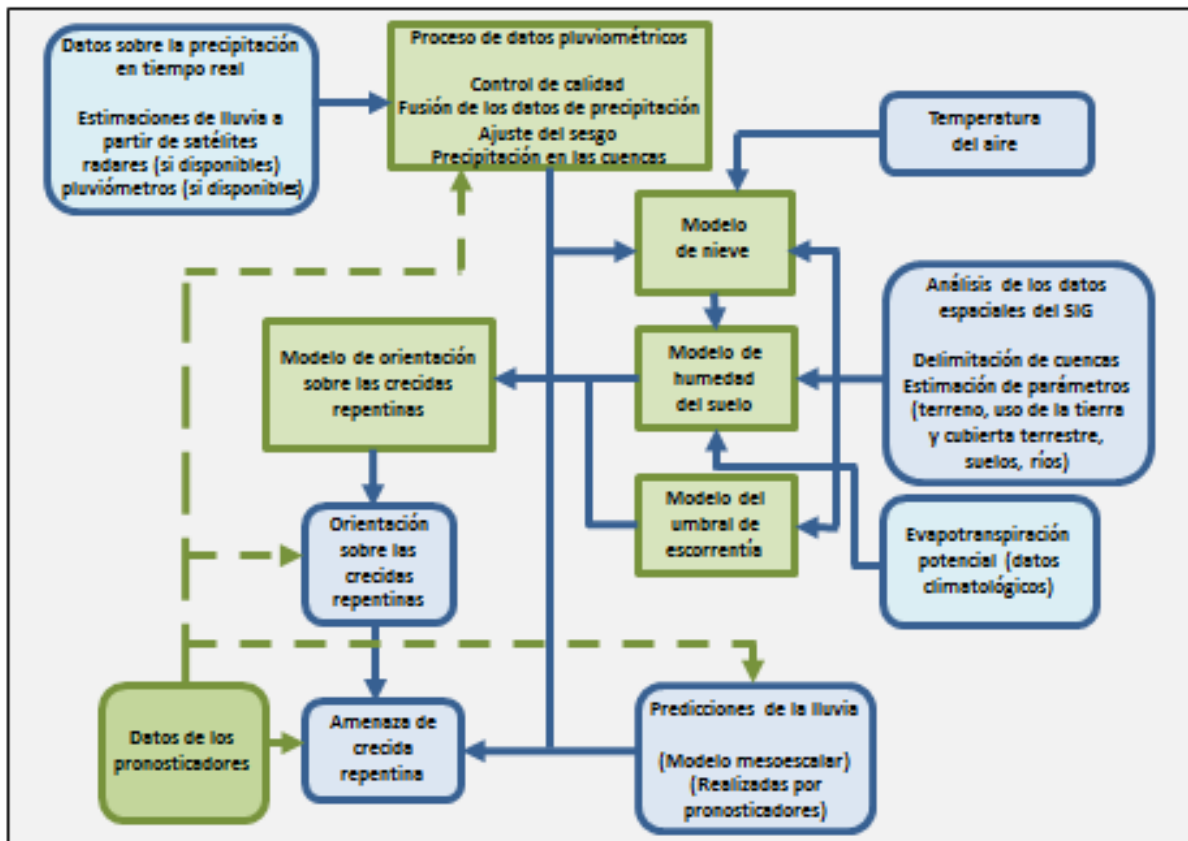 Datos sobre la precipitación
en tiempo real
Estimaciones de lluvia a
partir de satélites
radares (si disponibles)
pluviómetros (si disponibles)
Proceso de datos pluviométricos
Control de calidad
Fusión de los datos de precipitación
Ajuste del sesgo
Precipitación en las cuencas
Temperatura
del aire
Modelo
de nieve
Análisis de los datos
espaciales del SIG
Delimitación de cuencas
Estimación de parámetros
(terreno, uso de la tierra
y cubierta terrestre,
suelos, ríos)
Modelo de orientación
sobre las crecidas
repentinas
Modelo de
humedad
del suelo
Modelo del
umbral de
escorrentía
Orientación
sobre las
crecidas
repentinas
Evapotranspiración
potencial (datos
climatológicos)
Datos de los
pronosticadores
Amenaza de
crecida
repentina
Predicciones de la lluvia
(Modelo mesoescalar)
(Realizadas por
pronosticadores)